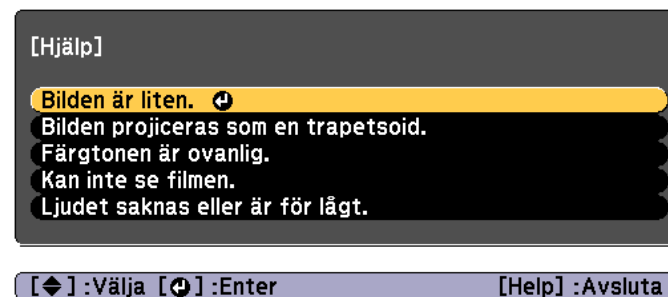 [Hjälp]
Bilden är liten.
Bilden projiceras som en trapetsoid.
Färgtonen är ovanlig.
Kan inte se filmen.
Ljudet saknas eller är för lågt.
[◆] :Välja [⏎] :Enter [Help] :Avsluta